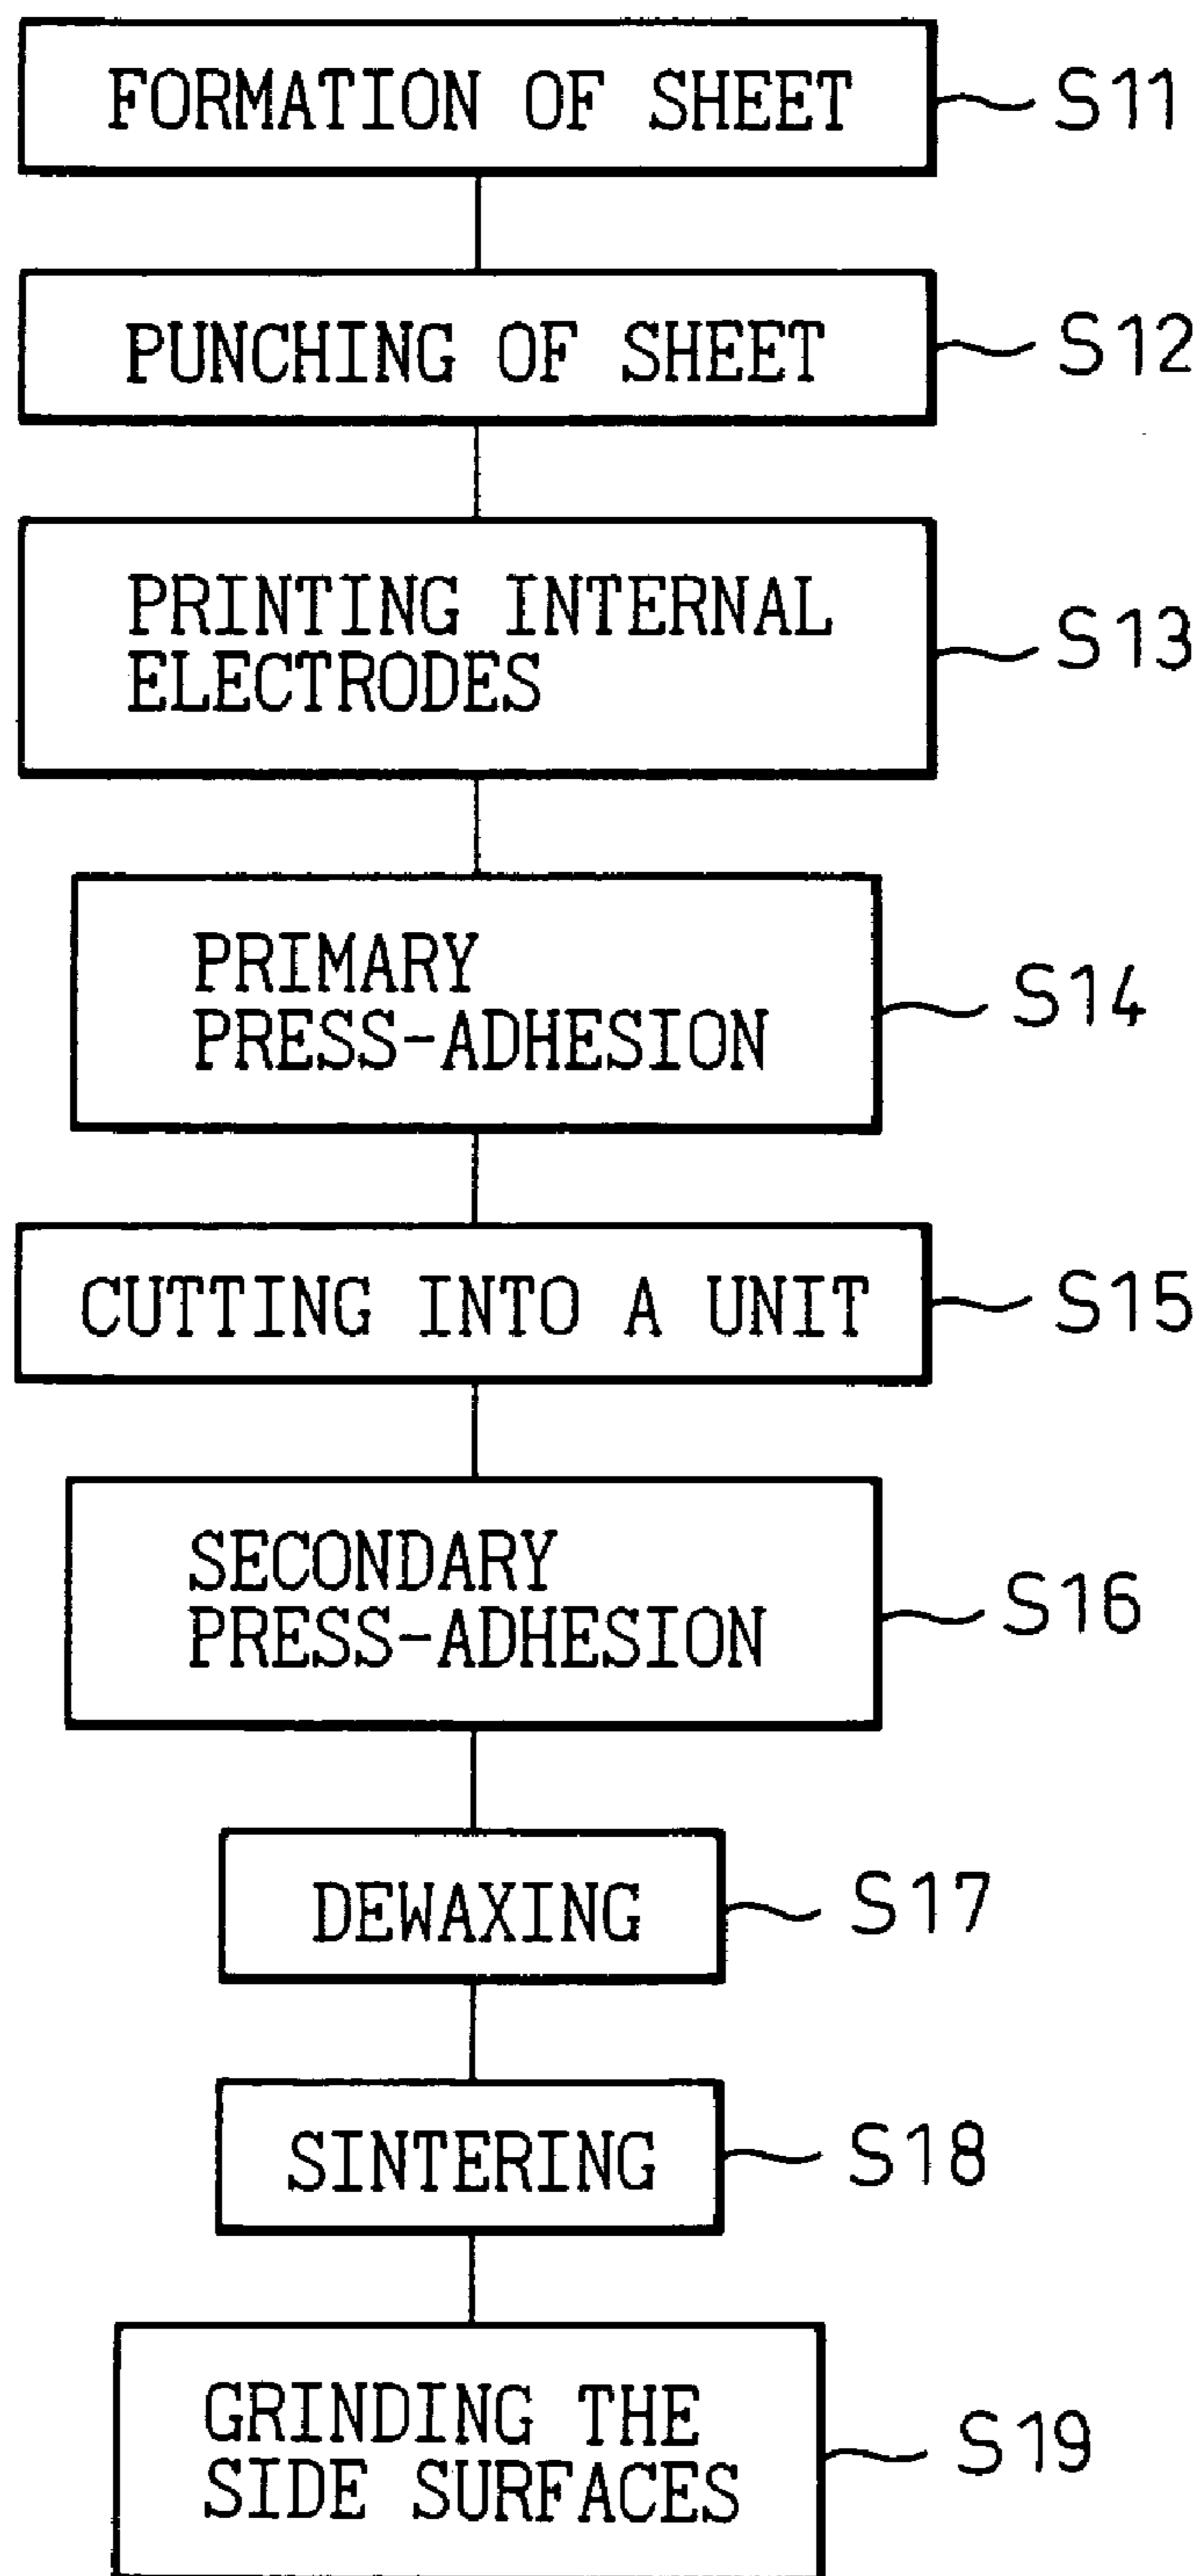 FORMATION OF SHEET S11
PUNCHING OF SHEET S12
PRINTING INTERNAL
ELECTRODES
S13
PRIMARY
PRESS-ADHESION
S14
CUTTING INTO A UNIT S15
SECONDARY
PRESS-ADHESION
S16
DEWAXING S17
SINTERING S18
GRINDING THE
SIDE SURFACES
S19